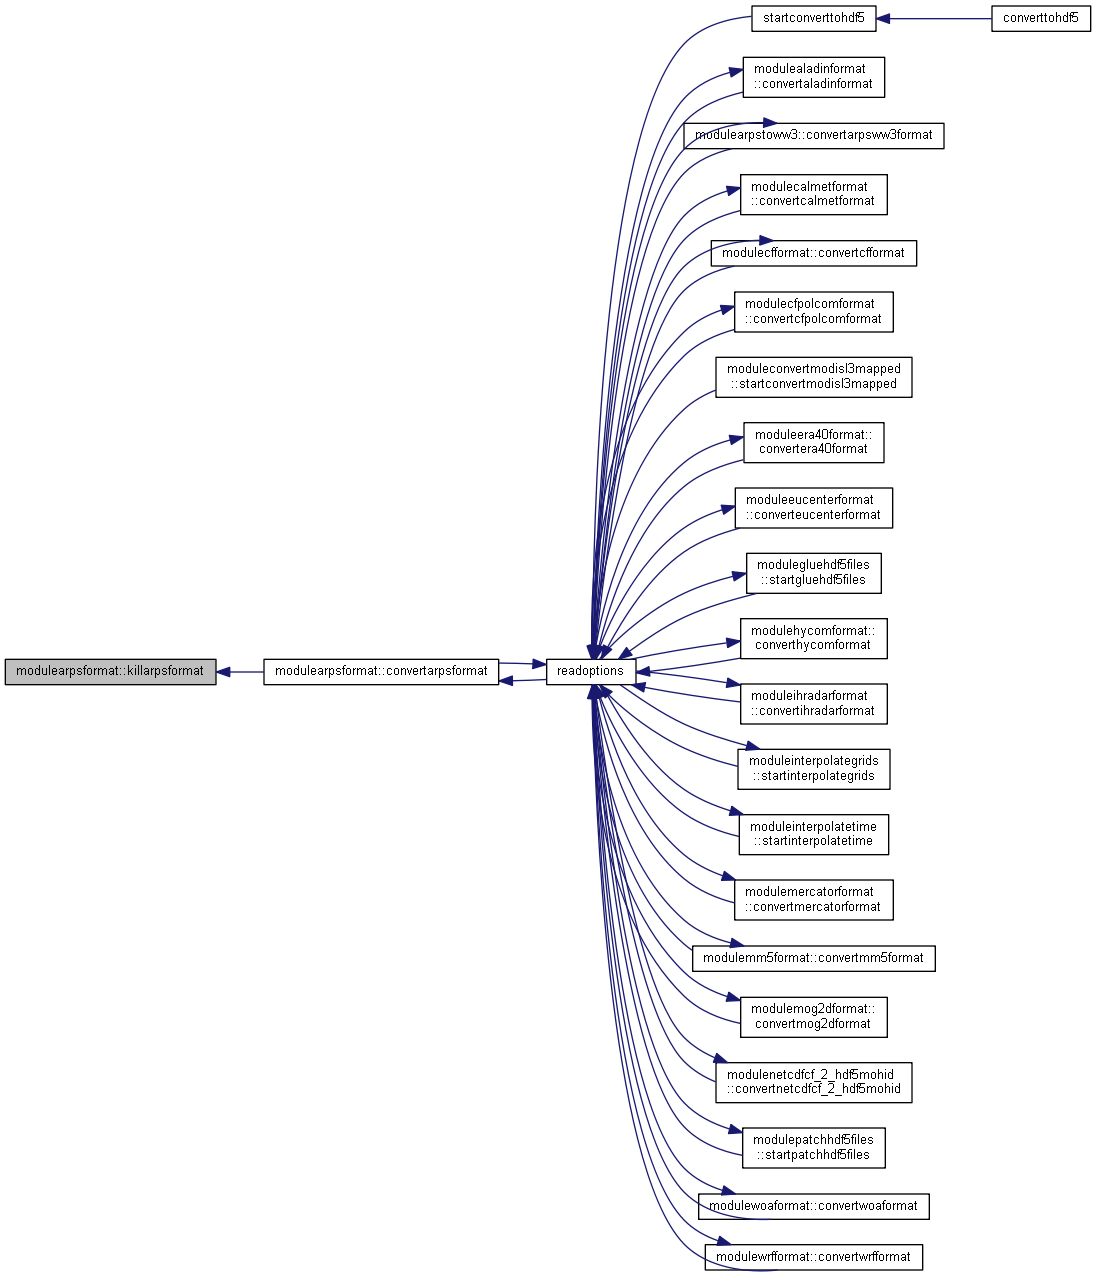 startconverttohdf5
converttohdf5
modulealadinformat
::convertaladinformat
modulearpstoww3::convertarpsww3format
modulecalmetformat
::convertcalmetformat
modulecfformat::convertcfformat
modulecfpolcomformat
::convertcfpolcomformat
moduleconvertmodisl3mapped
::startconvertmodisl3mapped
moduleera40format::
convertera40format
moduleeucenterformat
::converteucenterformat
modulegluehdf5files
::startgluehdf5files
modulehycomformat::
converthycomformat
modulearpsformat::killarpsformat
modulearpsformat::convertarpsformat
readoptions
moduleihradarformat
::convertihradarformat
moduleinterpolategrids
::startinterpolategrids
moduleinterpolatetime
::startinterpolatetime
modulemercatorformat
::convertmercatorformat
modulemm5format::convertmm5format
modulemog2dformat::
convertmog2dformat
modulenetcdfcf_2_hdf5mohid
::convertnetcdfcf_2_hdf5mohid
modulepatchhdf5files
::startpatchhdf5files
modulewoaformat::convertwoaformat
modulewrfformat::convertwrfformat